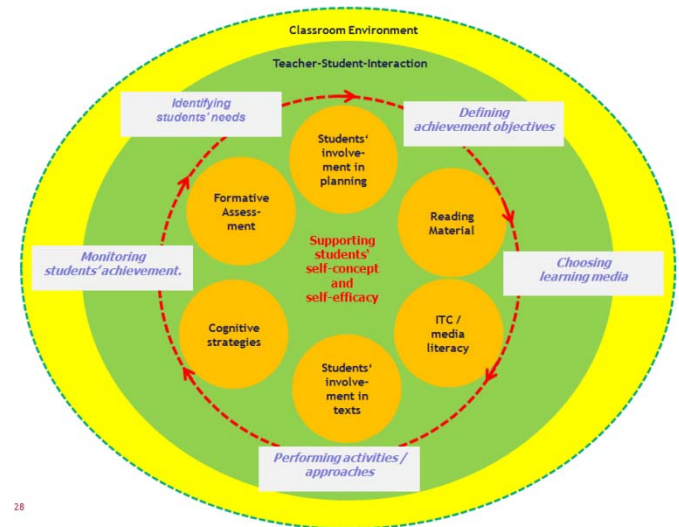 Classroom Environment
Teacher-Student-Interaction
Identifying
students’ needs
Defining
achievement objectives
Students‘
involve-
ment in
planning
Formative
Assess-
ment
Reading
Material
Supporting
students’
self-concept
and
self-efficacy
Monitoring
students’achievement.
Choosing
learning media
Cognitive
strategies
ITC /
media
literacy
Students‘
involve-
ment in
texts
Performing activities /
approaches
28